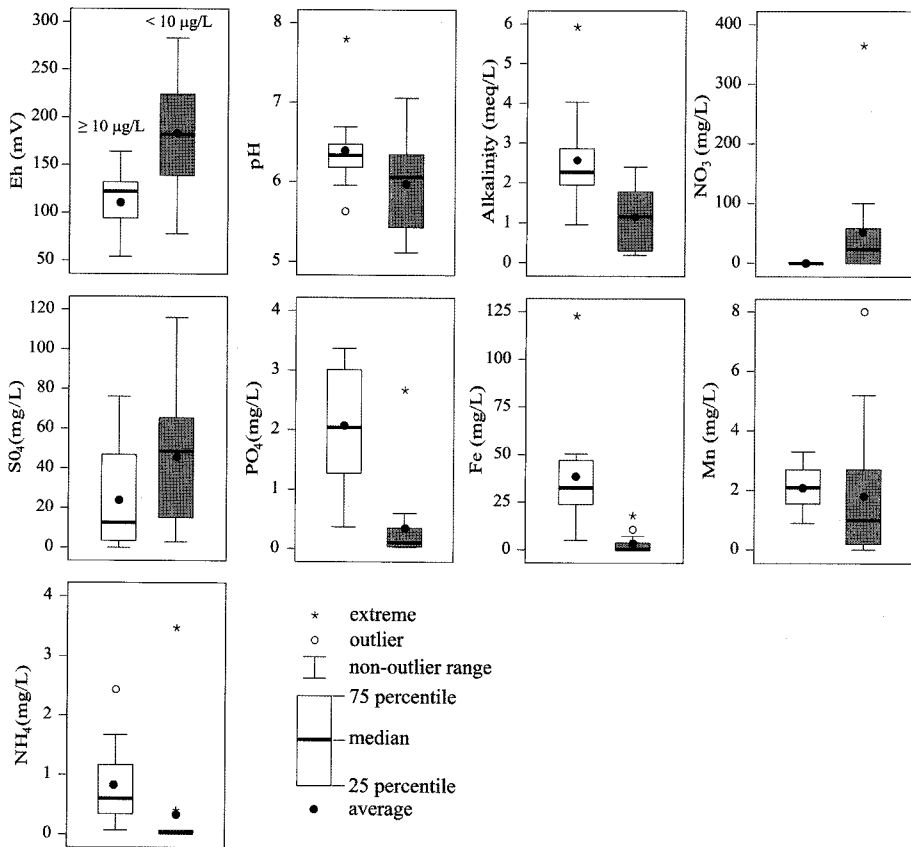 Eh (mV)
300
250
200
150
100
50
< 10 µg/L
≥ 10 µg/L
pH
8
7
6
5
Alkalinity (meq/L)
6
5
4
3
2
1
0
NO₃ (mg/L)
400
300
100
50
0
S0₄(mg/L)
120
100
80
60
40
20
0
PO₄(mg/L)
4
3
2
1
0
Fe (mg/L)
125
100
75
50
25
0
Mn (mg/L)
8
6
4
2
0
NH₄(mg/L)
4
3
2
1
0
* extreme
○ outlier
non-outlier range
75 percentile
median
25 percentile
● average